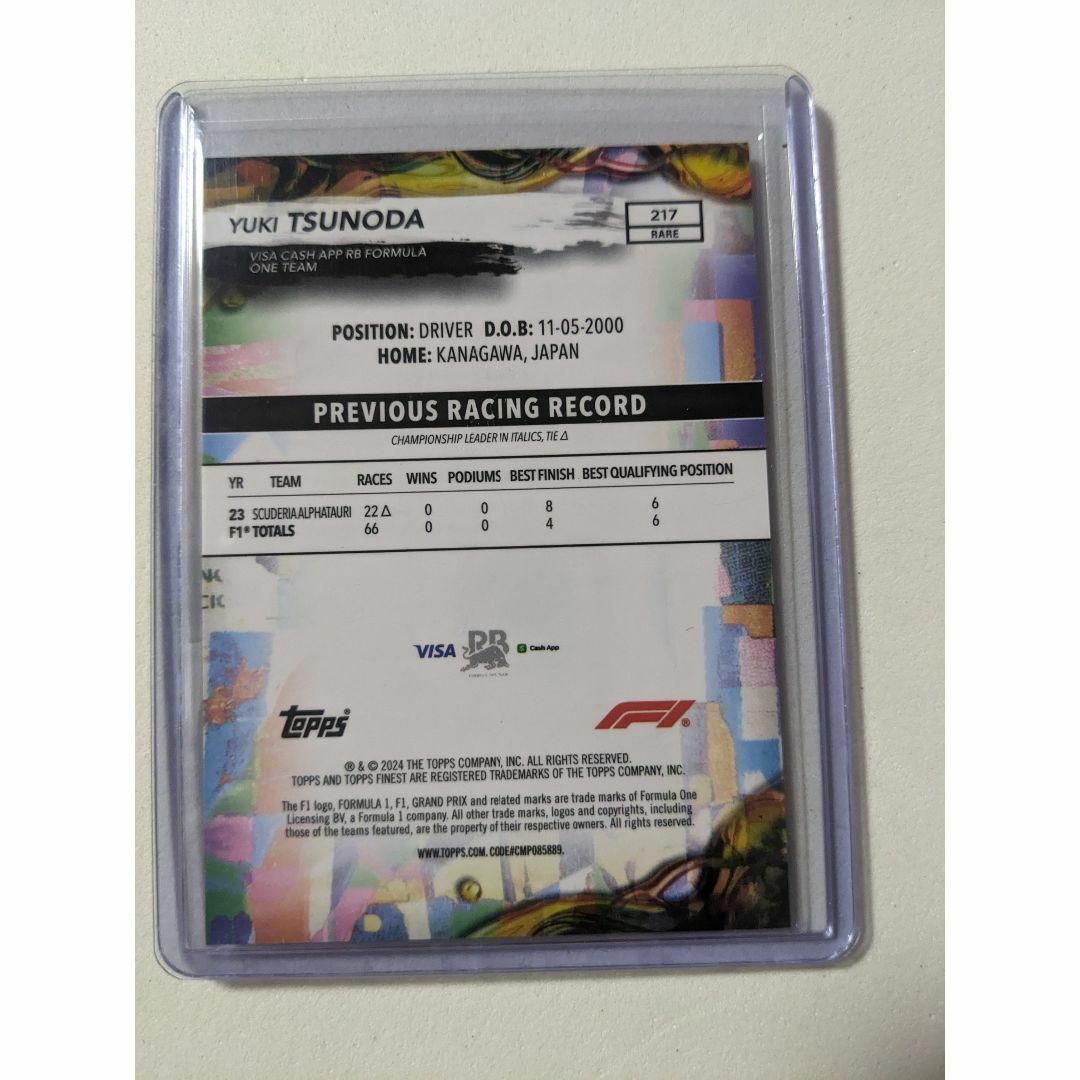 YUKI TSUNODA
217
RARE
VISA CASH APP RB FORMULA
ONE TEAM
POSITION: DRIVER D.O.B: 11-05-2000
HOME: KANAGAWA, JAPAN
PREVIOUS RACING RECORD
CHAMPIONSHIP LEADER IN ITALICS, TIE Δ
YR TEAM RACES WINS PODIUMS BEST FINISH BEST QUALIFYING POSITION
23 SCUDERIA ALPHATAURI 22 Δ 0 0 8 6
F1® TOTALS 66 0 0 4 6
VISA RB Cash App
topps® F1®
® & © 2024 THE TOPPS COMPANY, INC. ALL RIGHTS RESERVED.
TOPPS AND TOPPS FINEST ARE REGISTERED TRADEMARKS OF THE TOPPS COMPANY, INC.
The F1 logo, FORMULA 1, F1, GRAND PRIX and related marks are trade marks of Formula One
Licensing BV, a Formula 1 company. All other trade marks, logos and copyrights, including
those of the teams featured, are the property of their respective owners. All rights reserved.
WWW.TOPPS.COM. CODE#CMP085889.